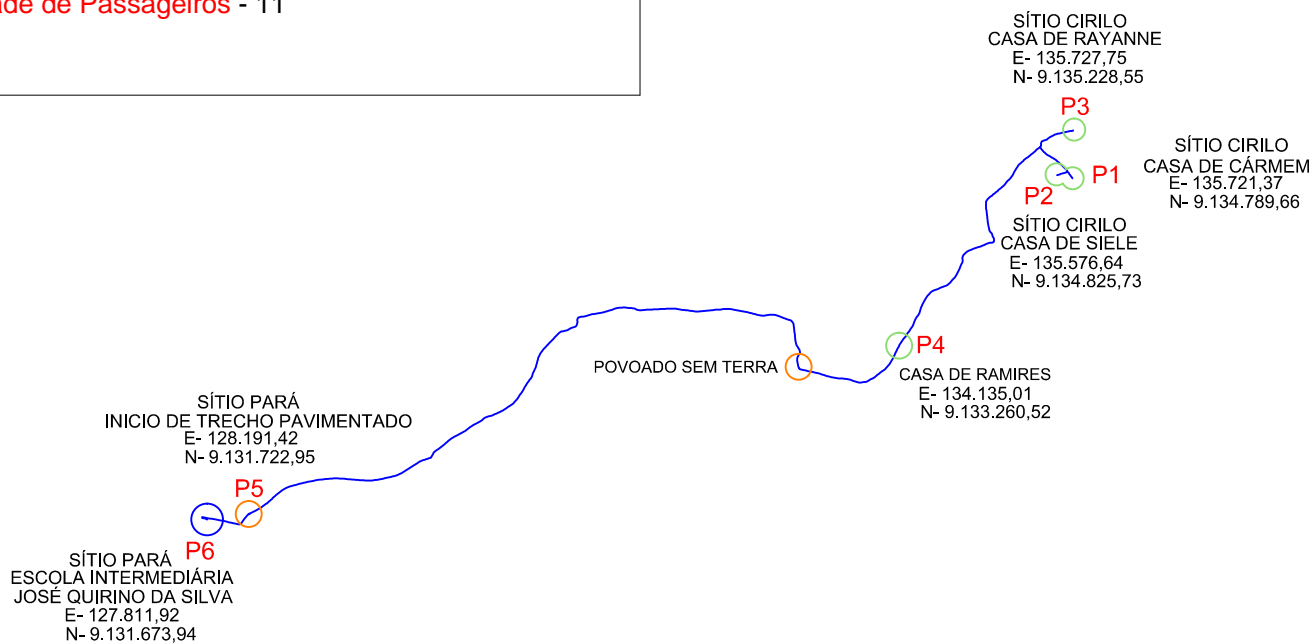 de Passageiros - 11
SÍTIO CIRILO
CASA DE RAYANNE
E- 135.727,75
N- 9.135.228,55
P3
SÍTIO CIRILO
CASA DE CÁRMEM
E- 135.721,37
N- 9.134.789,66
P1
P2
SÍTIO CIRILO
CASA DE SIELE
E- 135.576,64
N- 9.134.825,73
P4
CASA DE RAMIRES
E- 134.135,01
N- 9.133.260,52
POVOADO SEM TERRA
SÍTIO PARÁ
INICIO DE TRECHO PAVIMENTADO
E- 128.191,42
N- 9.131.722,95
P5
P6
SÍTIO PARÁ
ESCOLA INTERMEDIÁRIA
JOSÉ QUIRINO DA SILVA
E- 127.811,92
N- 9.131.673,94